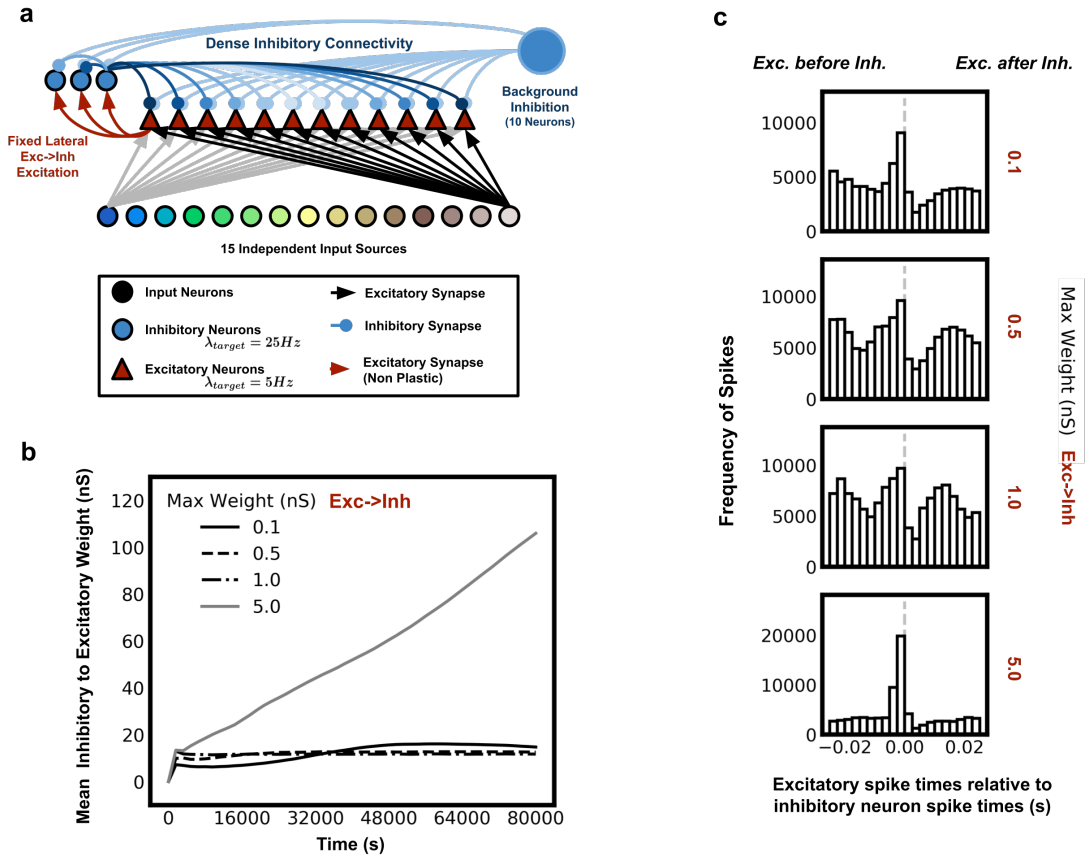 a
Dense Inhibitory Connectivity
Background
Inhibition
(10 Neurons)
Fixed Lateral
Exc->Inh
Excitation
15 Independent Input Sources
Input Neurons
Excitatory Synapse
Inhibitory Neurons
λtarget = 25Hz
Inhibitory Synapse
Excitatory Neurons
λtarget = 5Hz
Excitatory Synapse
(Non Plastic)
b
Mean Inhibitory to Excitatory Weight (nS)
120
100
80
60
40
20
0
Max Weight (nS) Exc->Inh
0.1
0.5
1.0
5.0
0 16000 32000 48000 64000 80000
Time (s)
c
Exc. before Inh. Exc. after Inh.
Frequency of Spikes
10000
5000
0
0.1
10000
5000
0
0.5
10000
5000
0
1.0
20000
10000
0
5.0
Max Weight (nS) Exc->Inh
−0.02 0.00 0.02
Excitatory spike times relative to
inhibitory neuron spike times (s)